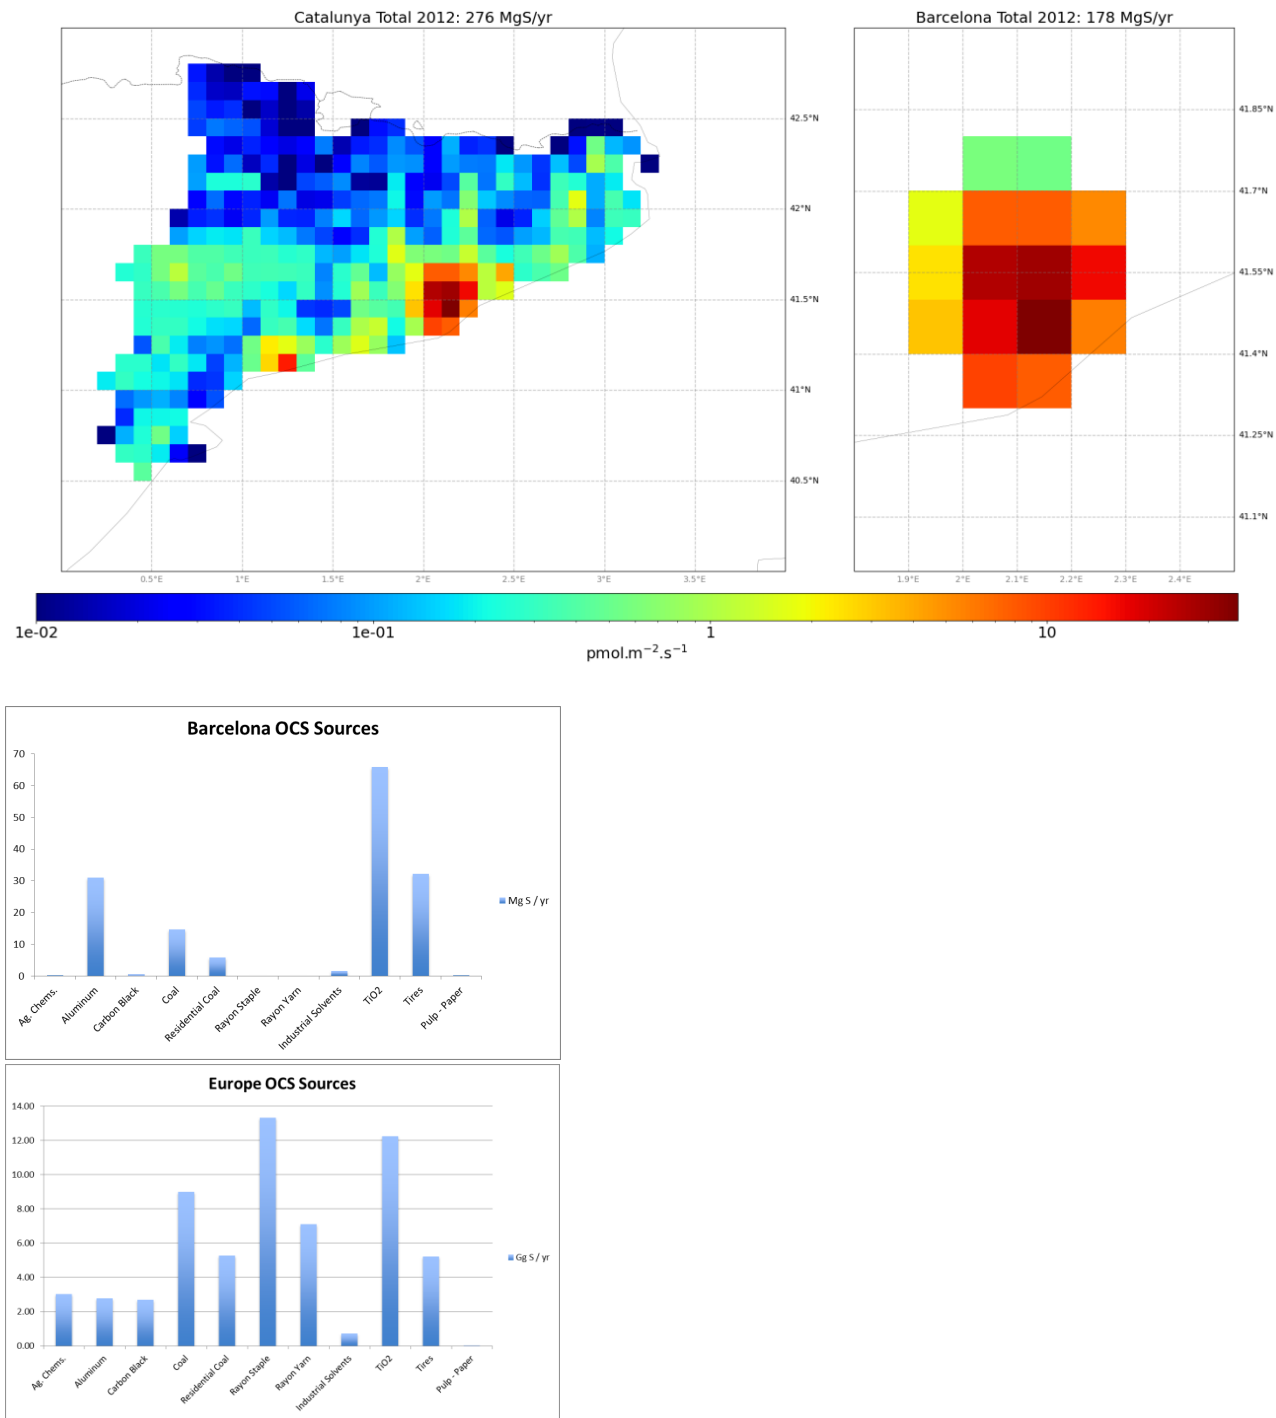 Catalunya Total 2012: 276 MgS/yr
Barcelona Total 2012: 178 MgS/yr
42.5°N
42°N
41.5°N
41°N
40.5°N
0.5°E 1°E 1.5°E 2°E 2.5°E 3°E 3.5°E
41.85°N
41.7°N
41.55°N
41.4°N
41.25°N
41.1°N
1.9°E 2°E 2.1°E 2.2°E 2.3°E 2.4°E
1e-02 1e-01 1 10
pmol.m⁻².s⁻¹
Barcelona OCS Sources
70
60
50
40
30
20
10
0
Mg S / yr
Ag. Chems. Aluminum Carbon Black Coal Residential Coal Rayon Staple Rayon Yarn Industrial Solvents TiO2 Tires Pulp - Paper
Europe OCS Sources
14.00
12.00
10.00
8.00
6.00
4.00
2.00
0.00
Gg S / yr
Ag. Chems. Aluminum Carbon Black Coal Residential Coal Rayon Staple Rayon Yarn Industrial Solvents TiO2 Tires Pulp - Paper